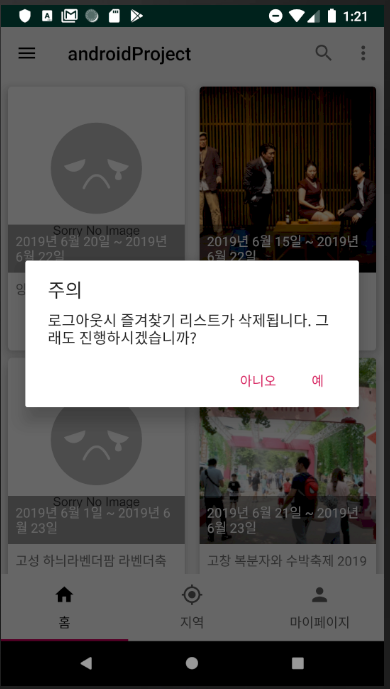 1:21
androidProject
Sorry No Image
2019년 6월 20일 ~ 2019년
6월 22일
2019년 6월 15일 ~ 2019년
6월 22일
주의
로그아웃시 즐겨찾기 리스트가 삭제됩니다. 그
래도 진행하시겠습니까?
아니오
예
Sorry No Image
2019년 6월 1일 ~ 2019년 6
월 23일
2019년 6월 21일 ~ 2019년
6월 23일
고성 하늬라벤더팜 라벤더축
고창 복분자와 수박축제 2019
홈
지역
마이페이지